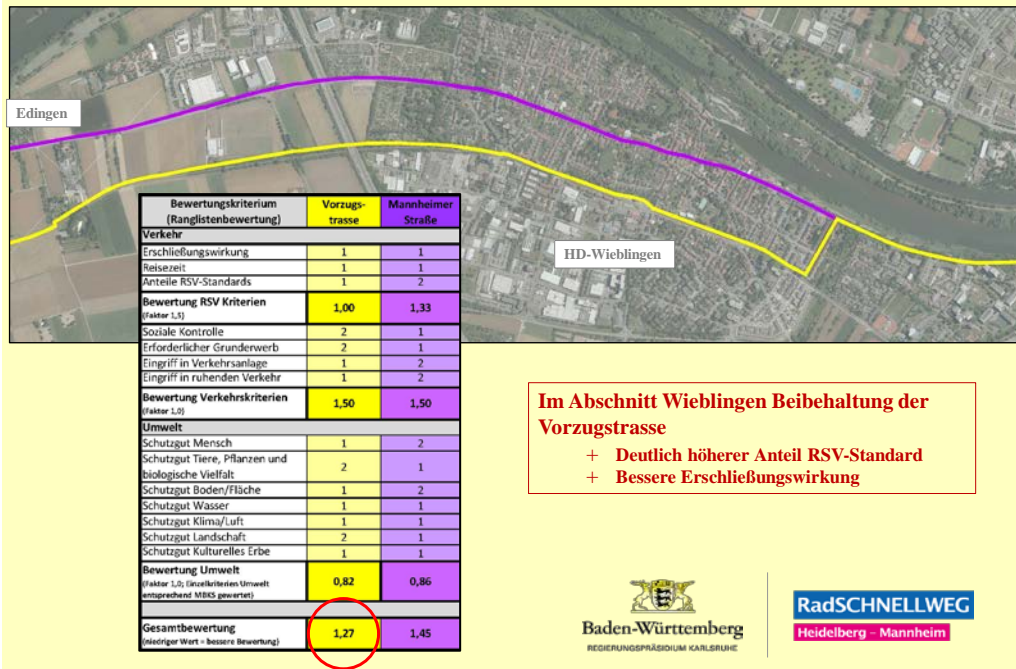 Edingen
HD-Wieblingen
Bewertungskriterium Vorzugs- Mannheimer
(Ranglistenbewertung) trasse Straße
Verkehr
Erschließungswirkung 1 1
Reisezeit 1 1
Anteile RSV-Standards 1 2
Bewertung RSV Kriterien 1,00 1,33
(Faktor 1,5)
Soziale Kontrolle 2 1
Erforderlicher Grunderwerb 2 1
Eingriff in Verkehrsanlage 1 2
Eingriff in ruhenden Verkehr 1 2
Bewertung Verkehrskriterien 1,50 1,50
(Faktor 1,0)
Umwelt
Schutzgut Mensch 1 2
Schutzgut Tiere, Pflanzen und
biologische Vielfalt 2 1
Schutzgut Boden/Fläche 1 2
Schutzgut Wasser 1 1
Schutzgut Klima/Luft 1 1
Schutzgut Landschaft 2 1
Schutzgut Kulturelles Erbe 1 1
Bewertung Umwelt 0,82 0,86
(Faktor 1,0; Einzelkriterien Umwelt
entsprechend MBKS gewertet)
Gesamtbewertung 1,27 1,45
(niedriger Wert = bessere Bewertung)
Im Abschnitt Wieblingen Beibehaltung der
Vorzugstrasse
+ Deutlich höherer Anteil RSV-Standard
+ Bessere Erschließungswirkung
Baden-Württemberg
REGIERUNGSPRÄSIDIUM KARLSRUHE
RadSCHNELLWEG
Heidelberg – Mannheim